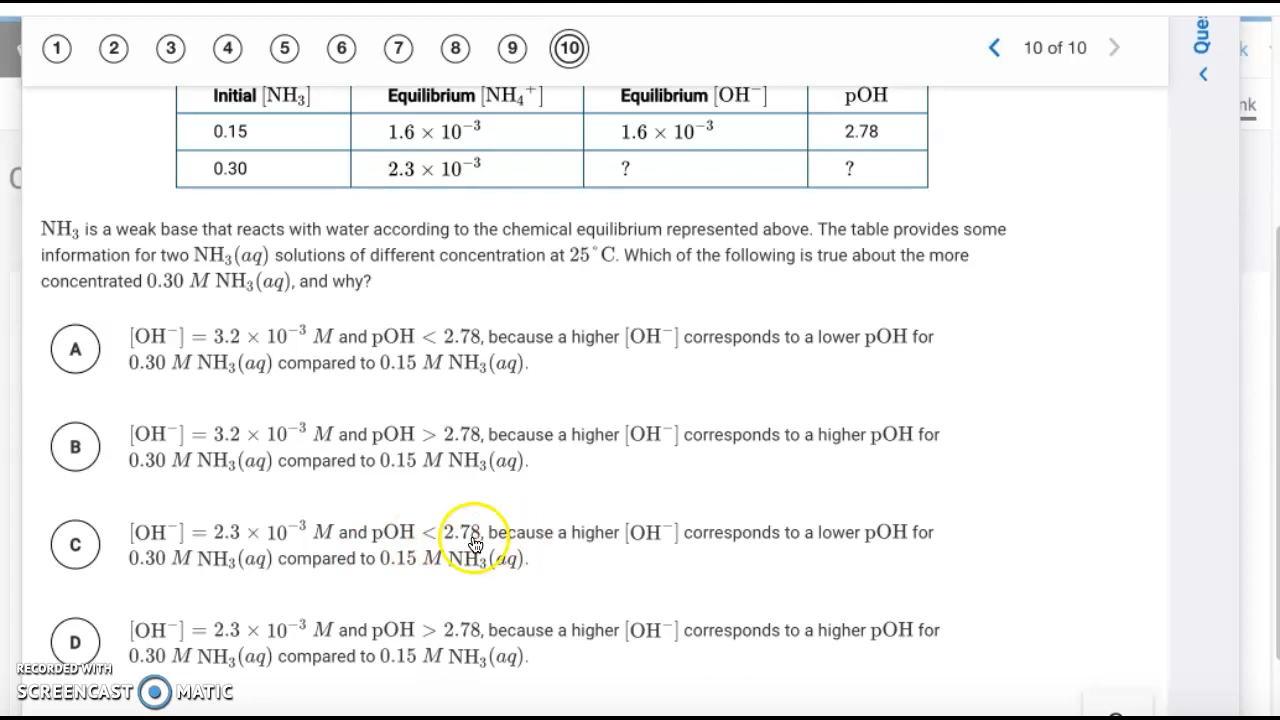 1 2 3 4 5 6 7 8 9 10 10 of 10
Ques
Initial [NH₃] Equilibrium [NH₄⁺] Equilibrium [OH⁻] pOH
0.15 1.6 × 10⁻³ 1.6 × 10⁻³ 2.78
0.30 2.3 × 10⁻³ ? ?
NH₃ is a weak base that reacts with water according to the chemical equilibrium represented above. The table provides some
information for two NH₃(aq) solutions of different concentration at 25°C. Which of the following is true about the more
concentrated 0.30 M NH₃(aq), and why?
A [OH⁻] = 3.2 × 10⁻³ M and pOH < 2.78, because a higher [OH⁻] corresponds to a lower pOH for
0.30 M NH₃(aq) compared to 0.15 M NH₃(aq).
B [OH⁻] = 3.2 × 10⁻³ M and pOH > 2.78, because a higher [OH⁻] corresponds to a higher pOH for
0.30 M NH₃(aq) compared to 0.15 M NH₃(aq).
C [OH⁻] = 2.3 × 10⁻³ M and pOH < 2.78, because a higher [OH⁻] corresponds to a lower pOH for
0.30 M NH₃(aq) compared to 0.15 M NH₃(aq).
D [OH⁻] = 2.3 × 10⁻³ M and pOH > 2.78, because a higher [OH⁻] corresponds to a higher pOH for
0.30 M NH₃(aq) compared to 0.15 M NH₃(aq).
RECORDED WITH
SCREENCAST MATIC